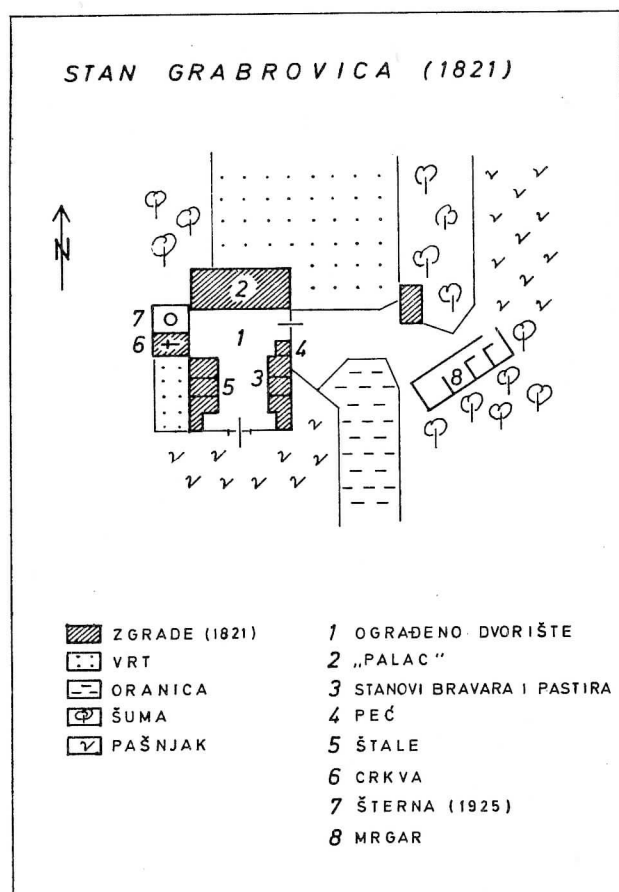 STAN GRABROVICA (1821)
N
2
7
1
6
4
5
3
8
ZGRADE (1821)
VRT
ORANICA
ŠUMA
PAŠNJAK
1 OGRAĐENO DVORIŠTE
2 „PALAC"
3 STANOVI BRAVARA I PASTIRA
4 PEĆ
5 ŠTALE
6 CRKVA
7 ŠTERNA (1925)
8 MRGAR